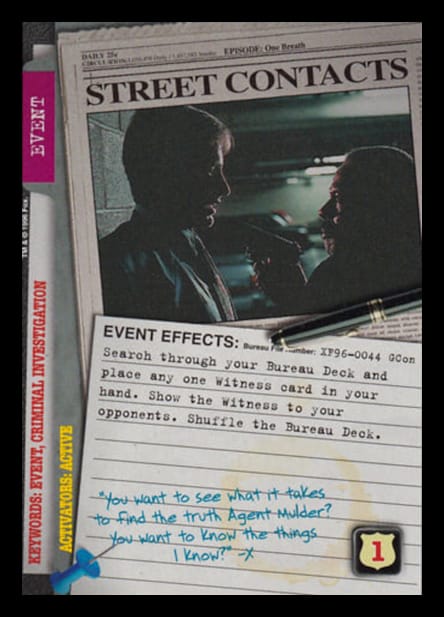 DAILY 25¢
EPISODE: One Breath
STREET CONTACTS
EVENT
TM & © 1996 Fox
KEYWORDS: EVENT, CRIMINAL INVESTIGATION
ACTIVATORS: ACTIVE
EVENT EFFECTS: Bureau File Number: XF96-0044 GCon
Search through your Bureau Deck and
place any one Witness card in your
hand. Show the Witness to your
opponents. Shuffle the Bureau Deck.
"You want to see what it takes
to find the truth Agent Mulder?
You want to know the things
I know?" -X
1